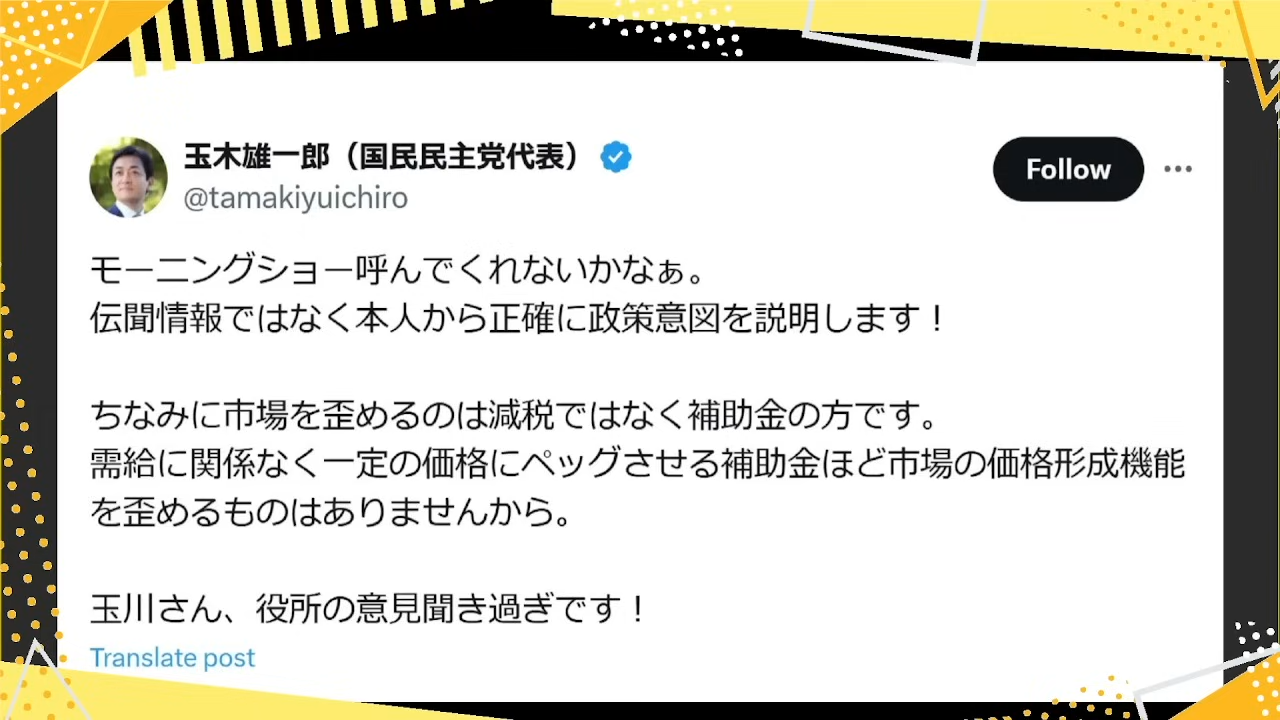 玉木雄一郎（国民民主党代表）
@tamakiyuichiro
Follow
モーニングショー呼んでくれないかなぁ。
伝聞情報ではなく本人から正確に政策意図を説明します！
ちなみに市場を歪めるのは減税ではなく補助金の方です。
需給に関係なく一定の価格にペッグさせる補助金ほど市場の価格形成機能
を歪めるものはありませんから。
玉川さん、役所の意見聞き過ぎです！
Translate post